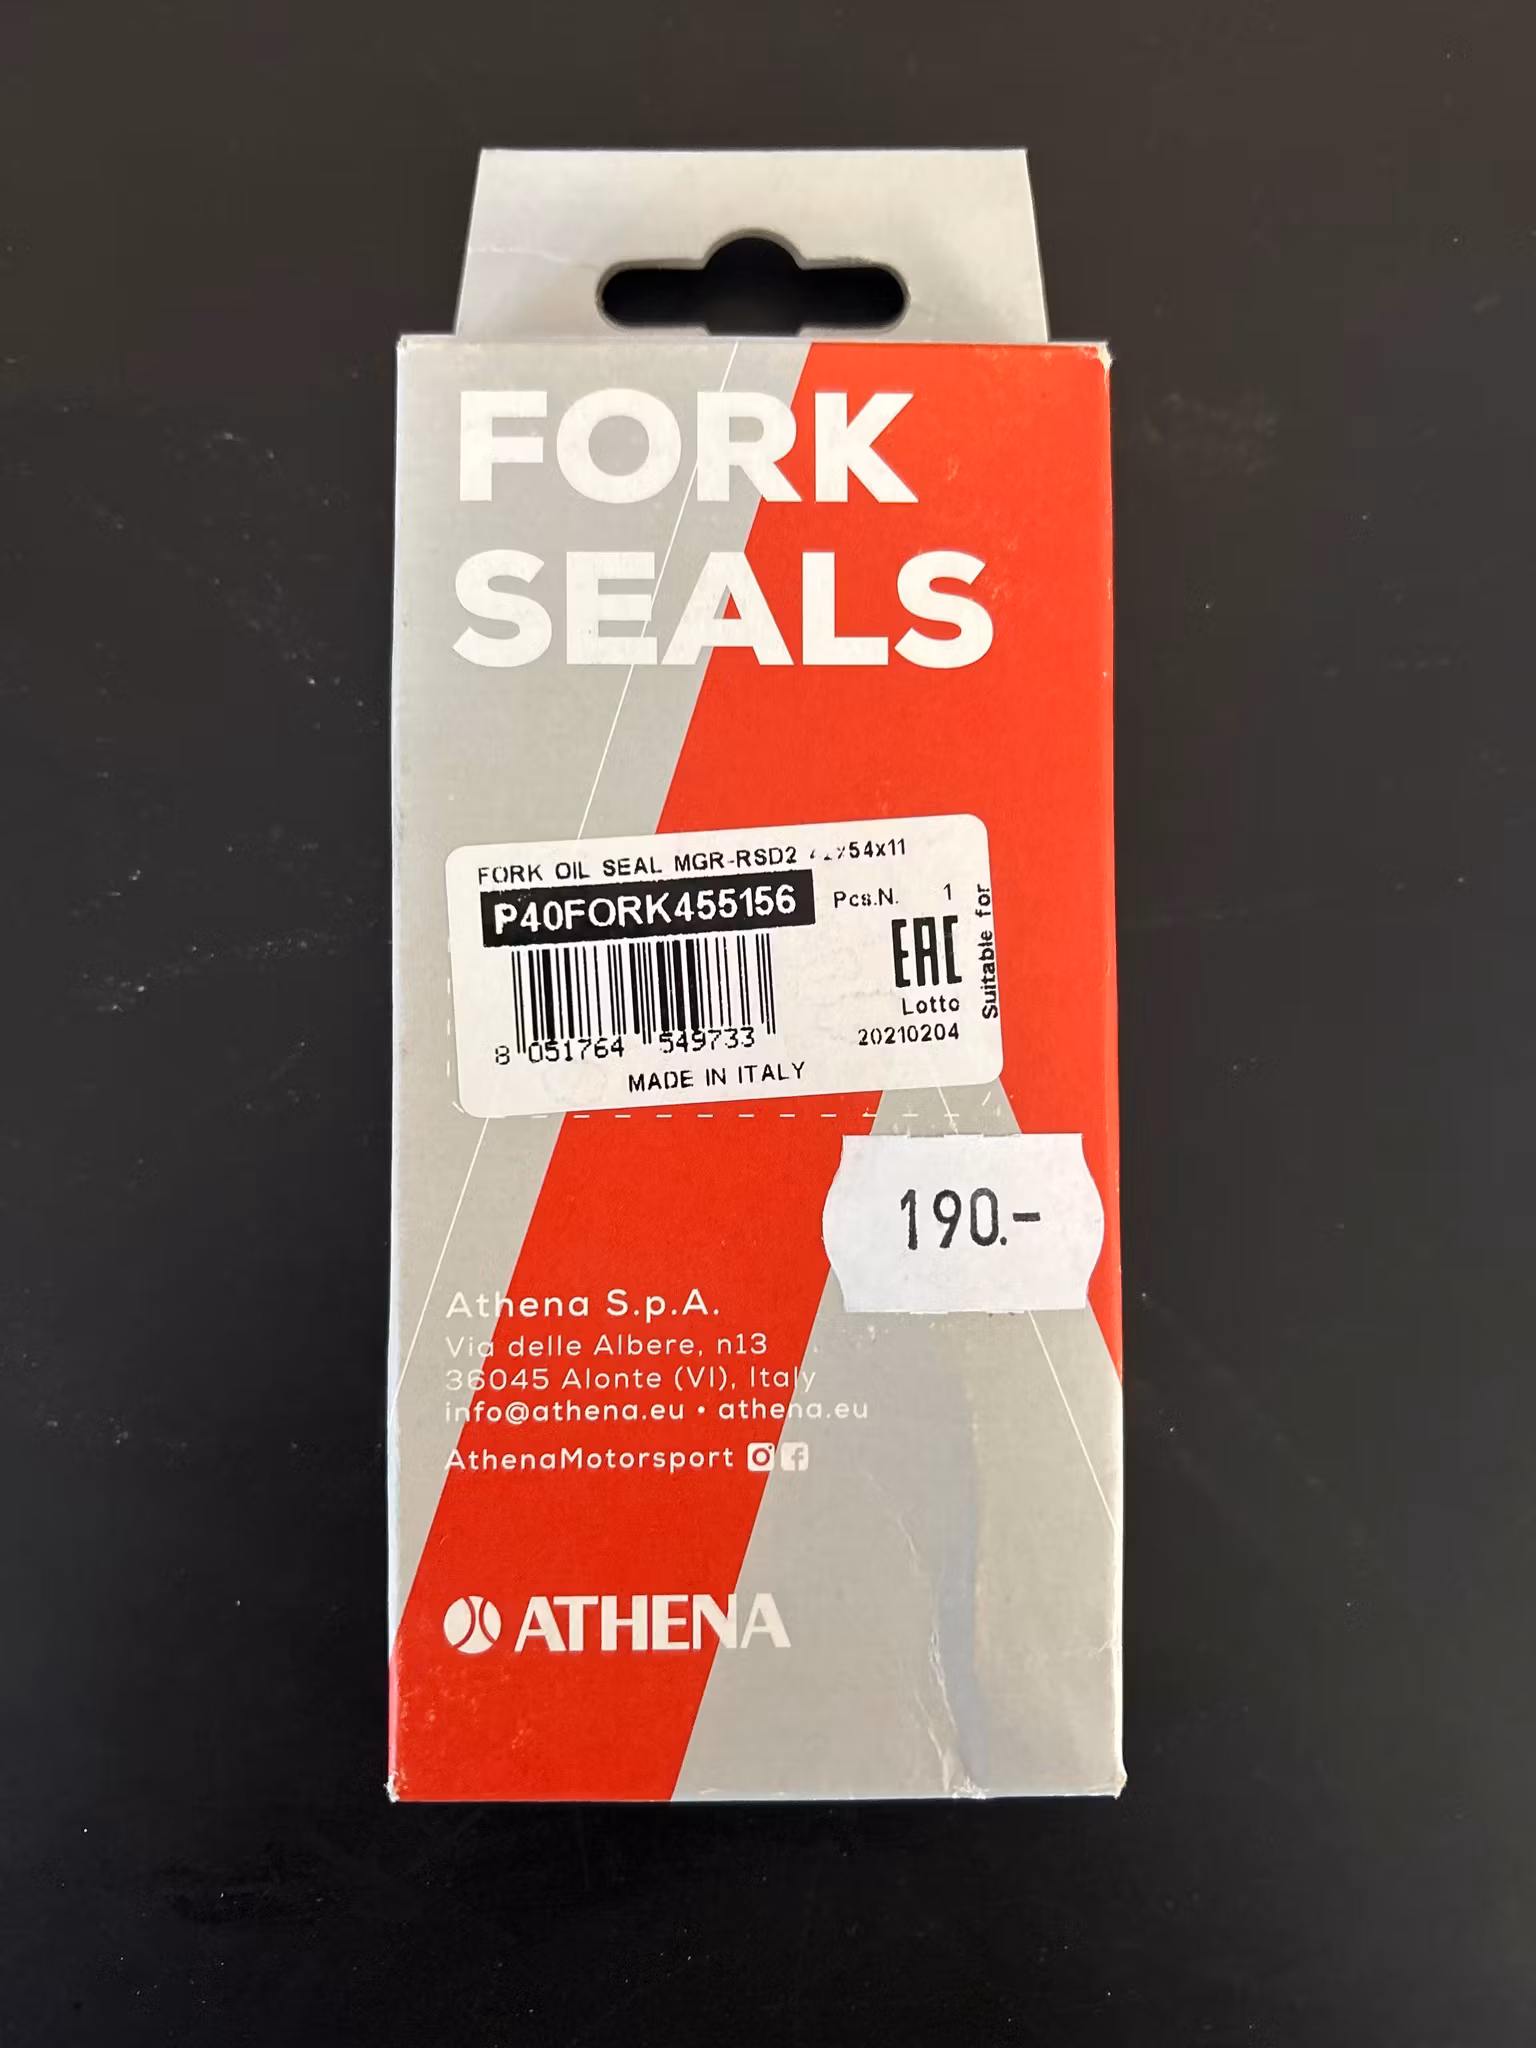 FORK
SEALS
FORK OIL SEAL MGR-RSD2
P40FORK455156
Pcs.N. 1
EAC
Suitable for
Lotto
20210204
8 051764 549733
MADE IN ITALY
190.-
Athena S.p.A.
Via delle Albere, n13
36045 Alonte (VI), Italy
info@athena.eu • athena.eu
AthenaMotorsport
ATHENA